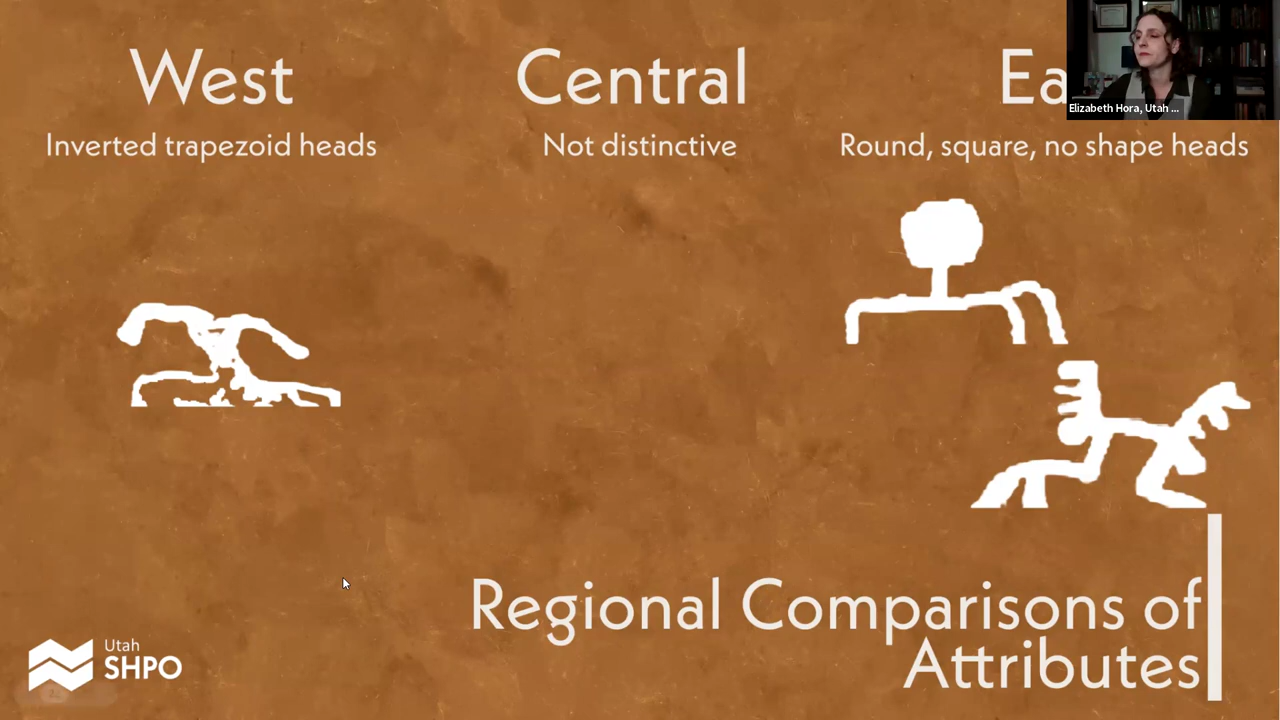 West
Central
Ea
Elizabeth Hora, Utah ...
Inverted trapezoid heads
Not distinctive
Round, square, no shape heads
Regional Comparisons of
Attributes
Utah
SHPO